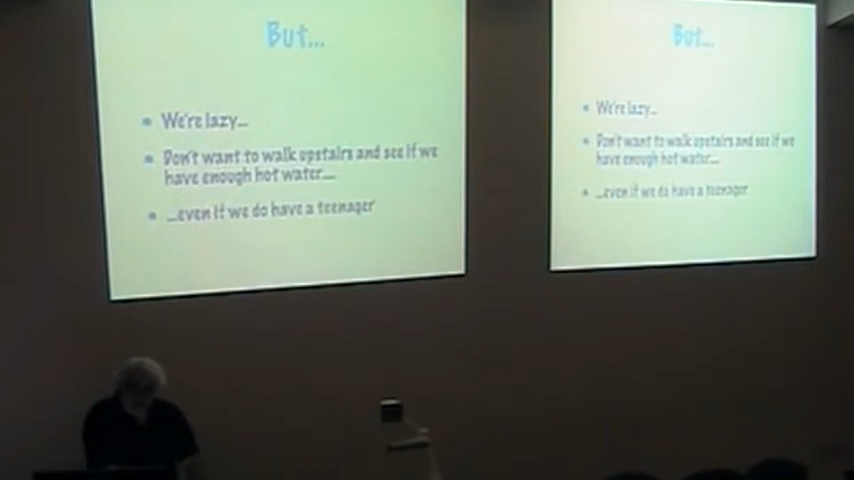 But...
We're lazy...
Don't want to walk upstairs and see if we
have enough hot water....
...even if we do have a teenager
But...
We're lazy...
Don't want to walk upstairs and see if we
have enough hot water....
...even if we do have a teenager